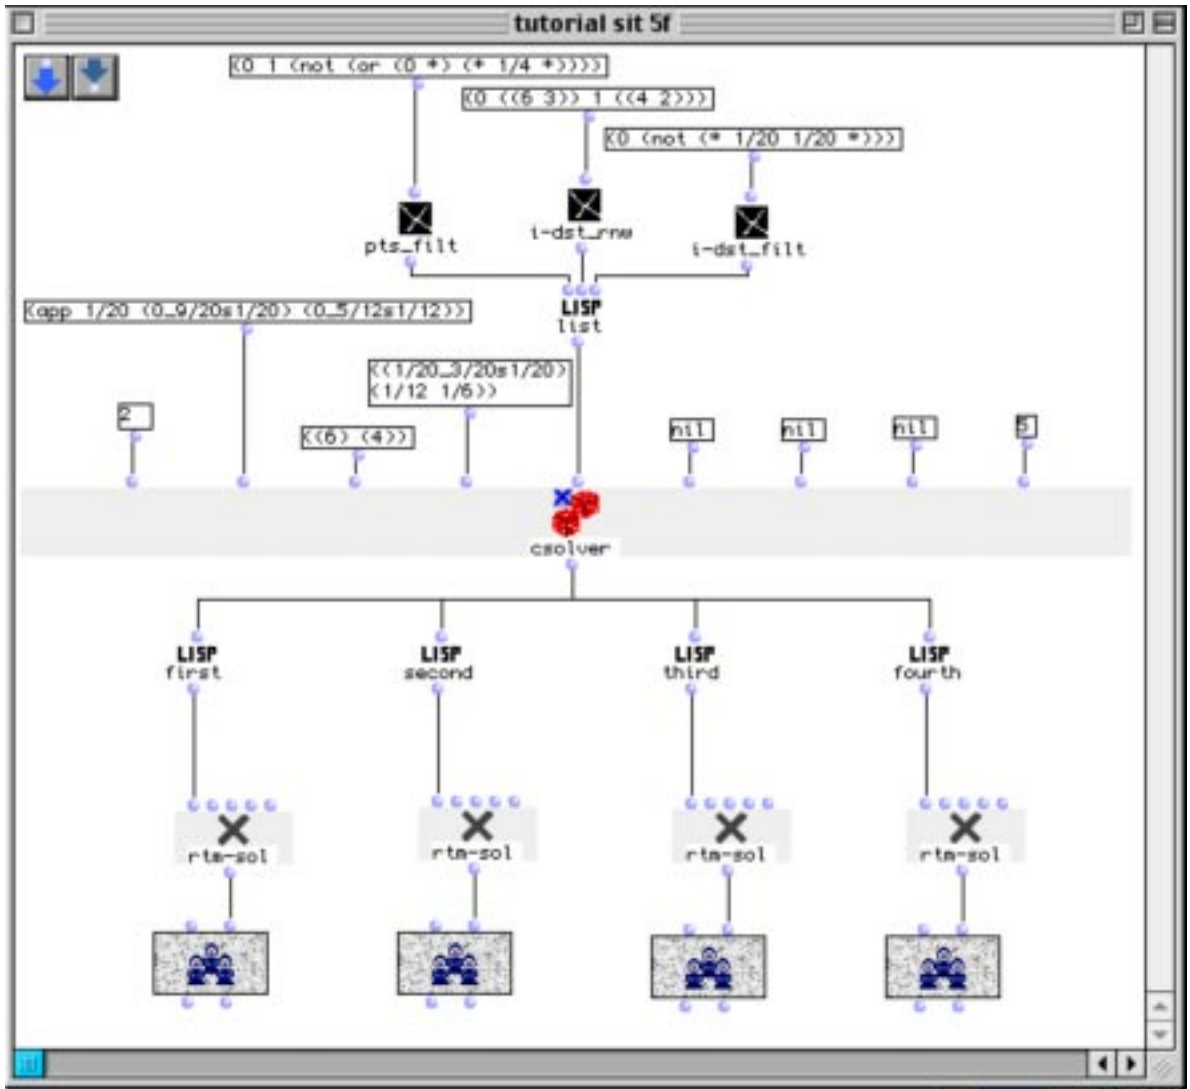 tutorial sit 5f
(0 1 (not (or (0 *) (* 1/4 *))))
(0 ((6 3)) 1 ((4 2)))
(0 (not (* 1/20 1/20 *)))
pts_filt
i-dst_rnw
i-dst_filt
LISP
list
(app 1/20 (0_9/20s1/20) (0_5/12s1/12))
((1/20_3/20s1/20)
(1/12 1/6))
2
((6) (4))
nil
nil
nil
5
csolver
LISP
first
LISP
second
LISP
third
LISP
fourth
rtm-sol
rtm-sol
rtm-sol
rtm-sol